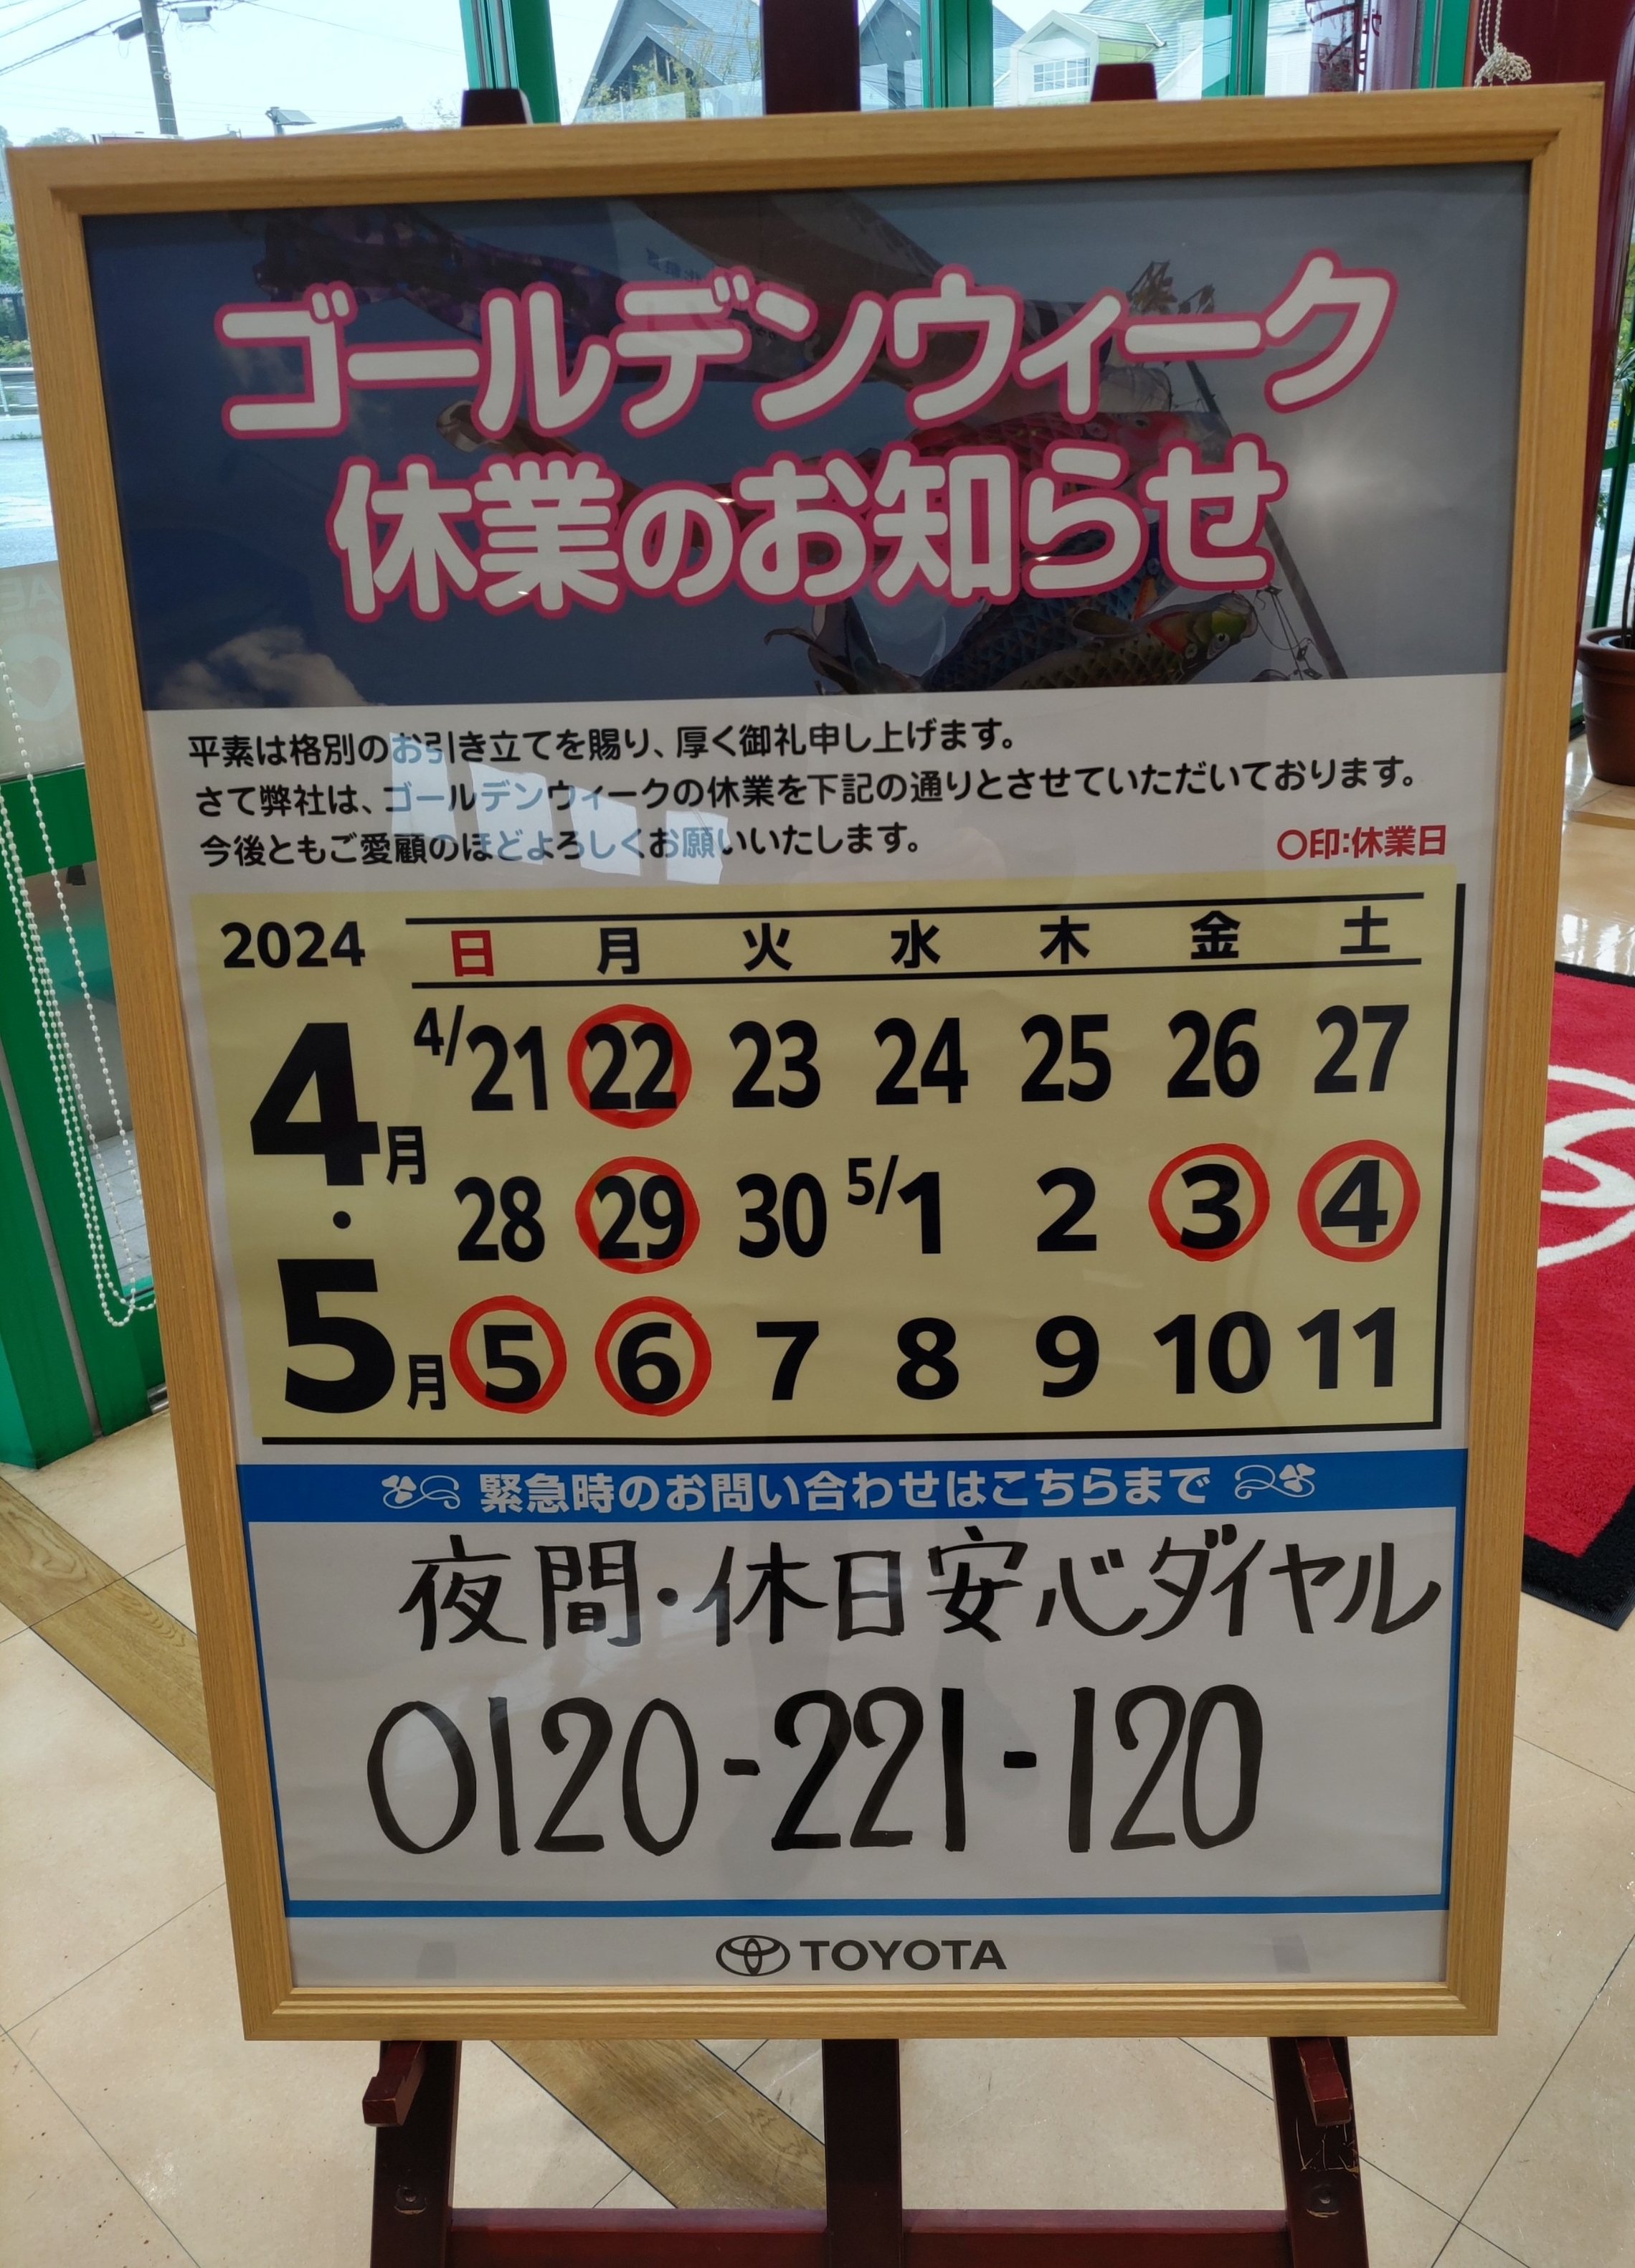 ゴールデンウィーク
休業のお知らせ
平素は格別のお引き立てを賜り、厚く御礼申し上げます。
さて弊社は、ゴールデンウィークの休業を下記の通りとさせていただいております。
今後ともご愛顧のほどよろしくお願いいたします。
〇印:休業日
2024 日 月 火 水 木 金 土
4月・5月
4/21 22 23 24 25 26 27
28 29 30 5/1 2 3 4
5 6 7 8 9 10 11
緊急時のお問い合わせはこちらまで
夜間・休日安心ダイヤル
0120-221-120
TOYOTA